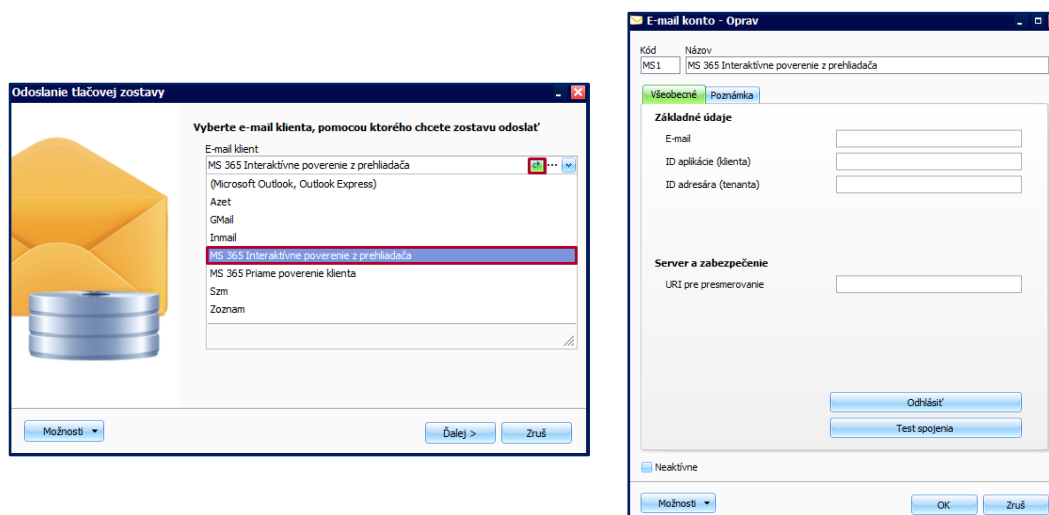 Odoslanie tlačovej zostavy
Vyberte e-mail klienta, pomocou ktorého chcete zostavu odoslať
E-mail klient
MS 365 Interaktívne poverenie z prehliadača
(Microsoft Outlook, Outlook Express)
Azet
GMail
Inmail
MS 365 Interaktívne poverenie z prehliadača
MS 365 Priame poverenie klienta
Szm
Zoznam
Možnosti
Ďalej >
Zruš
E-mail konto - Oprav
Kód Názov
MS1 MS 365 Interaktívne poverenie z prehliadača
Všeobecné Poznámka
Základné údaje
E-mail
ID aplikácie (klienta)
ID adresára (tenanta)
Server a zabezpečenie
URI pre presmerovanie
Odhlásiť
Test spojenia
Neaktívne
Možnosti
OK
Zruš